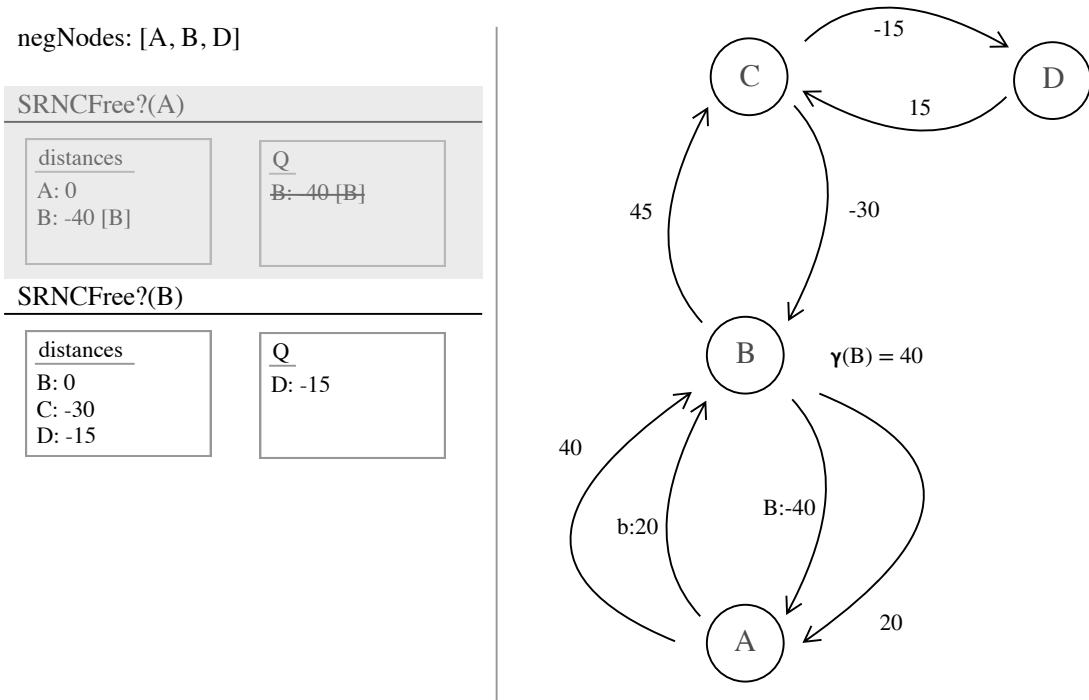 negNodes: [A, B, D]
SRNCFree?(A)
distances
A: 0
B: -40 [B]
Q
B: -40 [B]
SRNCFree?(B)
distances
B: 0
C: -30
D: -15
Q
D: -15
C
-15
D
15
45
-30
B
γ(B) = 40
40
b:20
B:-40
20
A